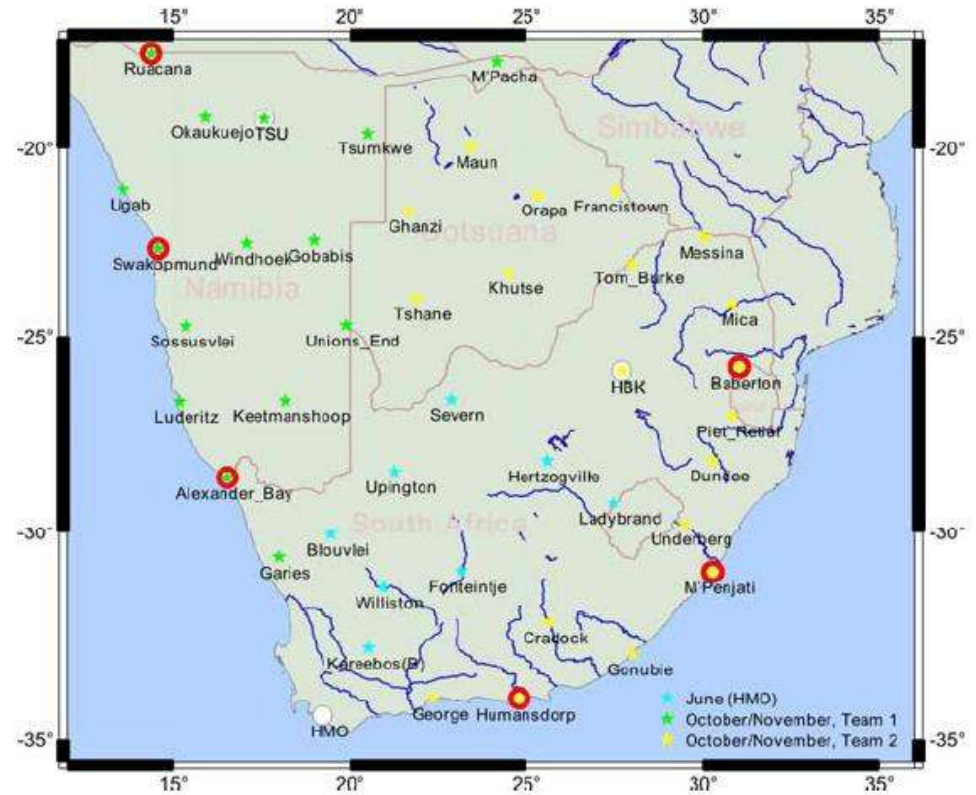 15° 20° 25° 30° 35°
Ruacana
M'Pacha
Okaukuejo TSU
Simbabwe
Tsumkwe
-20° -20°
Maun
Ugab
Orapa Francistown
Ghanzi
Botsuana
Swakopmund Windhoek Gobabis
Messina
Namibia
Khutse
Tom_Burke
Tshane
Mica
Sossusvlei
Unions_End
-25° -25°
Baberton
HBK
Luderitz Keetmanshoop
Severn
Piet_Retief
Alexander_Bay
Upington
Hertzogville
Dundee
South Africa
Ladybrand
-30° -30°
Underberg
Blouvlei
Garies
Fonteintje
M'Penjati
Williston
Cradock
Kareebos(B)
Gonubie
HMO
George Humansdorp
June (HMO)
October/November, Team 1
October/November, Team 2
-35° -35°
15° 20° 25° 30° 35°